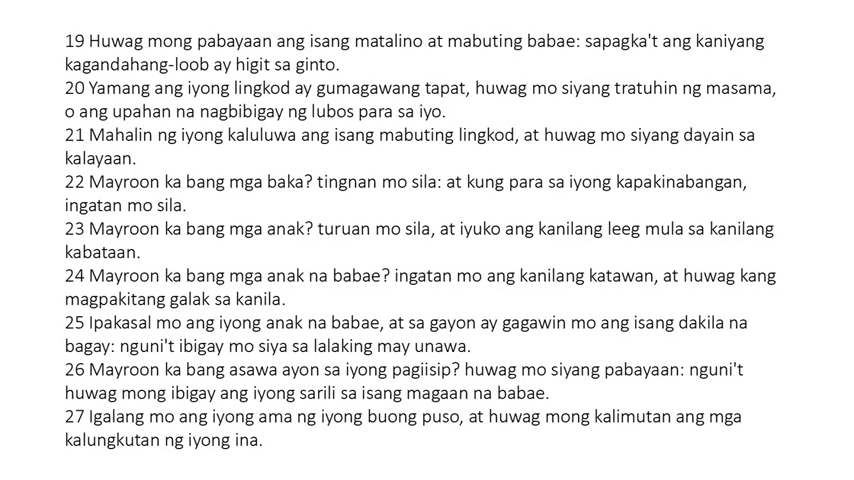 19 Huwag mong pabayaan ang isang matalino at mabuting babae: sapagka't ang kaniyang
kagandahang-loob ay higit sa ginto.
20 Yamang ang iyong lingkod ay gumagawang tapat, huwag mo siyang tratuhin ng masama,
o ang upahan na nagbibigay ng lubos para sa iyo.
21 Mahalin ng iyong kaluluwa ang isang mabuting lingkod, at huwag mo siyang dayain sa
kalayaan.
22 Mayroon ka bang mga baka? tingnan mo sila: at kung para sa iyong kapakinabangan,
ingatan mo sila.
23 Mayroon ka bang mga anak? turuan mo sila, at iyuko ang kanilang leeg mula sa kanilang
kabataan.
24 Mayroon ka bang mga anak na babae? ingatan mo ang kanilang katawan, at huwag kang
magpakitang galak sa kanila.
25 Ipakasal mo ang iyong anak na babae, at sa gayon ay gagawin mo ang isang dakila na
bagay: nguni't ibigay mo siya sa lalaking may unawa.
26 Mayroon ka bang asawa ayon sa iyong pagiisip? huwag mo siyang pabayaan: nguni't
huwag mong ibigay ang iyong sarili sa isang magaan na babae.
27 Igalang mo ang iyong ama ng iyong buong puso, at huwag mong kalimutan ang mga
kalungkutan ng iyong ina.